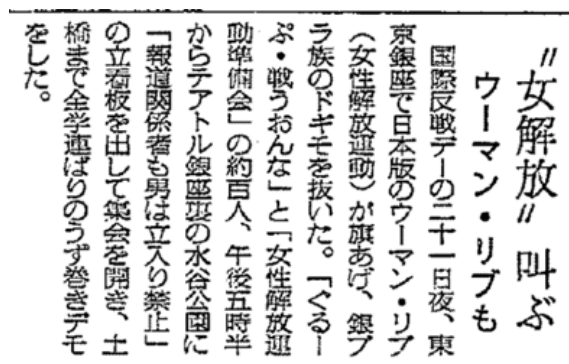 〃女解放〃叫ぶ
ウーマン・リブも
国際反戦デーの二十一日夜、東
京銀座で日本版のウーマン・リブ
（女性解放運動）が旗あげ、銀ブ
ラ族のドギモを抜いた。「ぐるー
ぷ・戦うおんな」と「女性解放運
動準備会」の約百人、午後五時半
からテアトル銀座裏の水谷公園に
「報道関係者も男は立入り禁止」
の立看板を出して集会を開き、土
橋まで全学連ばりのうず巻きデモ
をした。